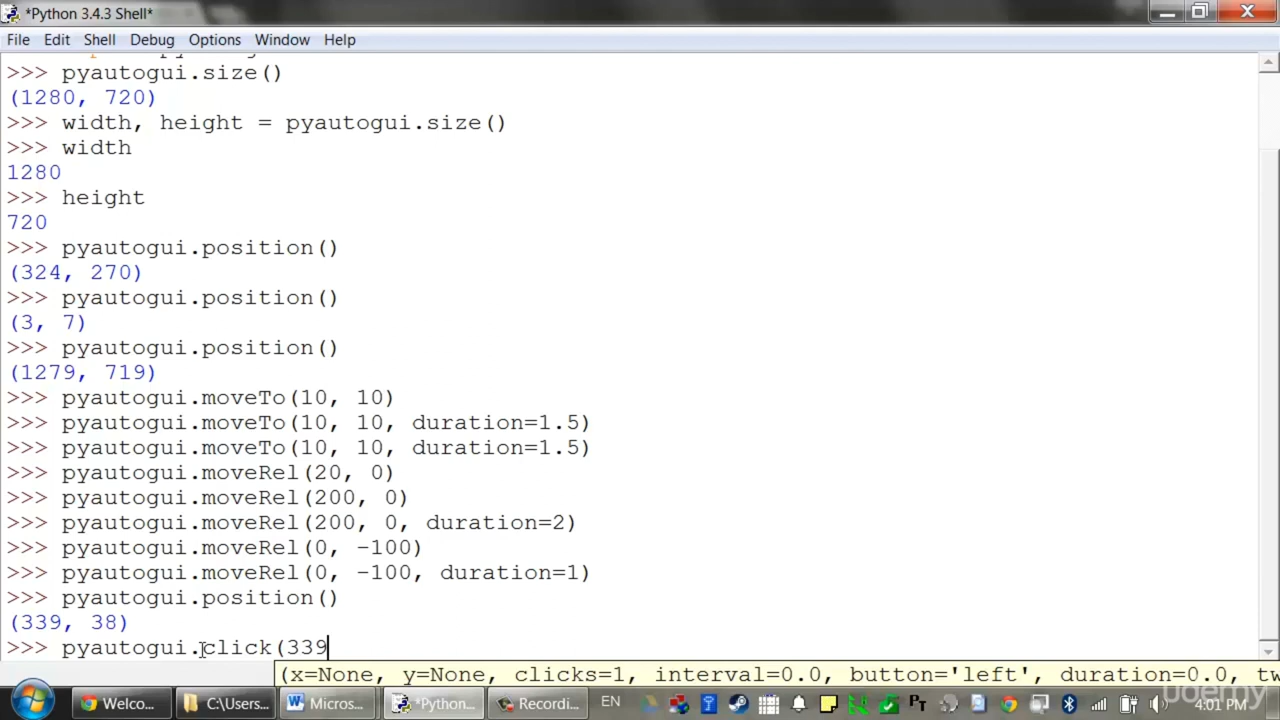 *Python 3.4.3 Shell*
File Edit Shell Debug Options Window Help
>>> pyautogui.size()
(1280, 720)
>>> width, height = pyautogui.size()
>>> width
1280
>>> height
720
>>> pyautogui.position()
(324, 270)
>>> pyautogui.position()
(3, 7)
>>> pyautogui.position()
(1279, 719)
>>> pyautogui.moveTo(10, 10)
>>> pyautogui.moveTo(10, 10, duration=1.5)
>>> pyautogui.moveTo(10, 10, duration=1.5)
>>> pyautogui.moveRel(20, 0)
>>> pyautogui.moveRel(200, 0)
>>> pyautogui.moveRel(200, 0, duration=2)
>>> pyautogui.moveRel(0, -100)
>>> pyautogui.moveRel(0, -100, duration=1)
>>> pyautogui.position()
(339, 38)
>>> pyautogui.click(339
(x=None, y=None, clicks=1, interval=0.0, button='left', duration=0.0, tw
Welco... C:\Users... Micros... *Python... Recordi... EN PT 4:01 PM
udemy